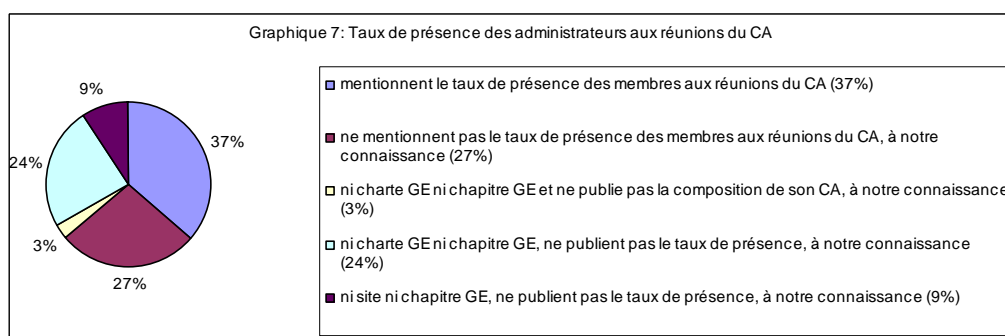 Graphique 7: Taux de présence des administrateurs aux réunions du CA
9%
37%
24%
3%
27%
mentionnent le taux de présence des membres aux réunions du CA (37%)
ne mentionnent pas le taux de présence des membres aux réunions du CA, à notre
connaissance (27%)
ni charte GE ni chapitre GE et ne publie pas la composition de son CA, à notre connaissance
(3%)
ni charte GE ni chapitre GE, ne publient pas le taux de présence, à notre connaissance
(24%)
ni site ni chapitre GE, ne publient pas le taux de présence, à notre connaissance (9%)